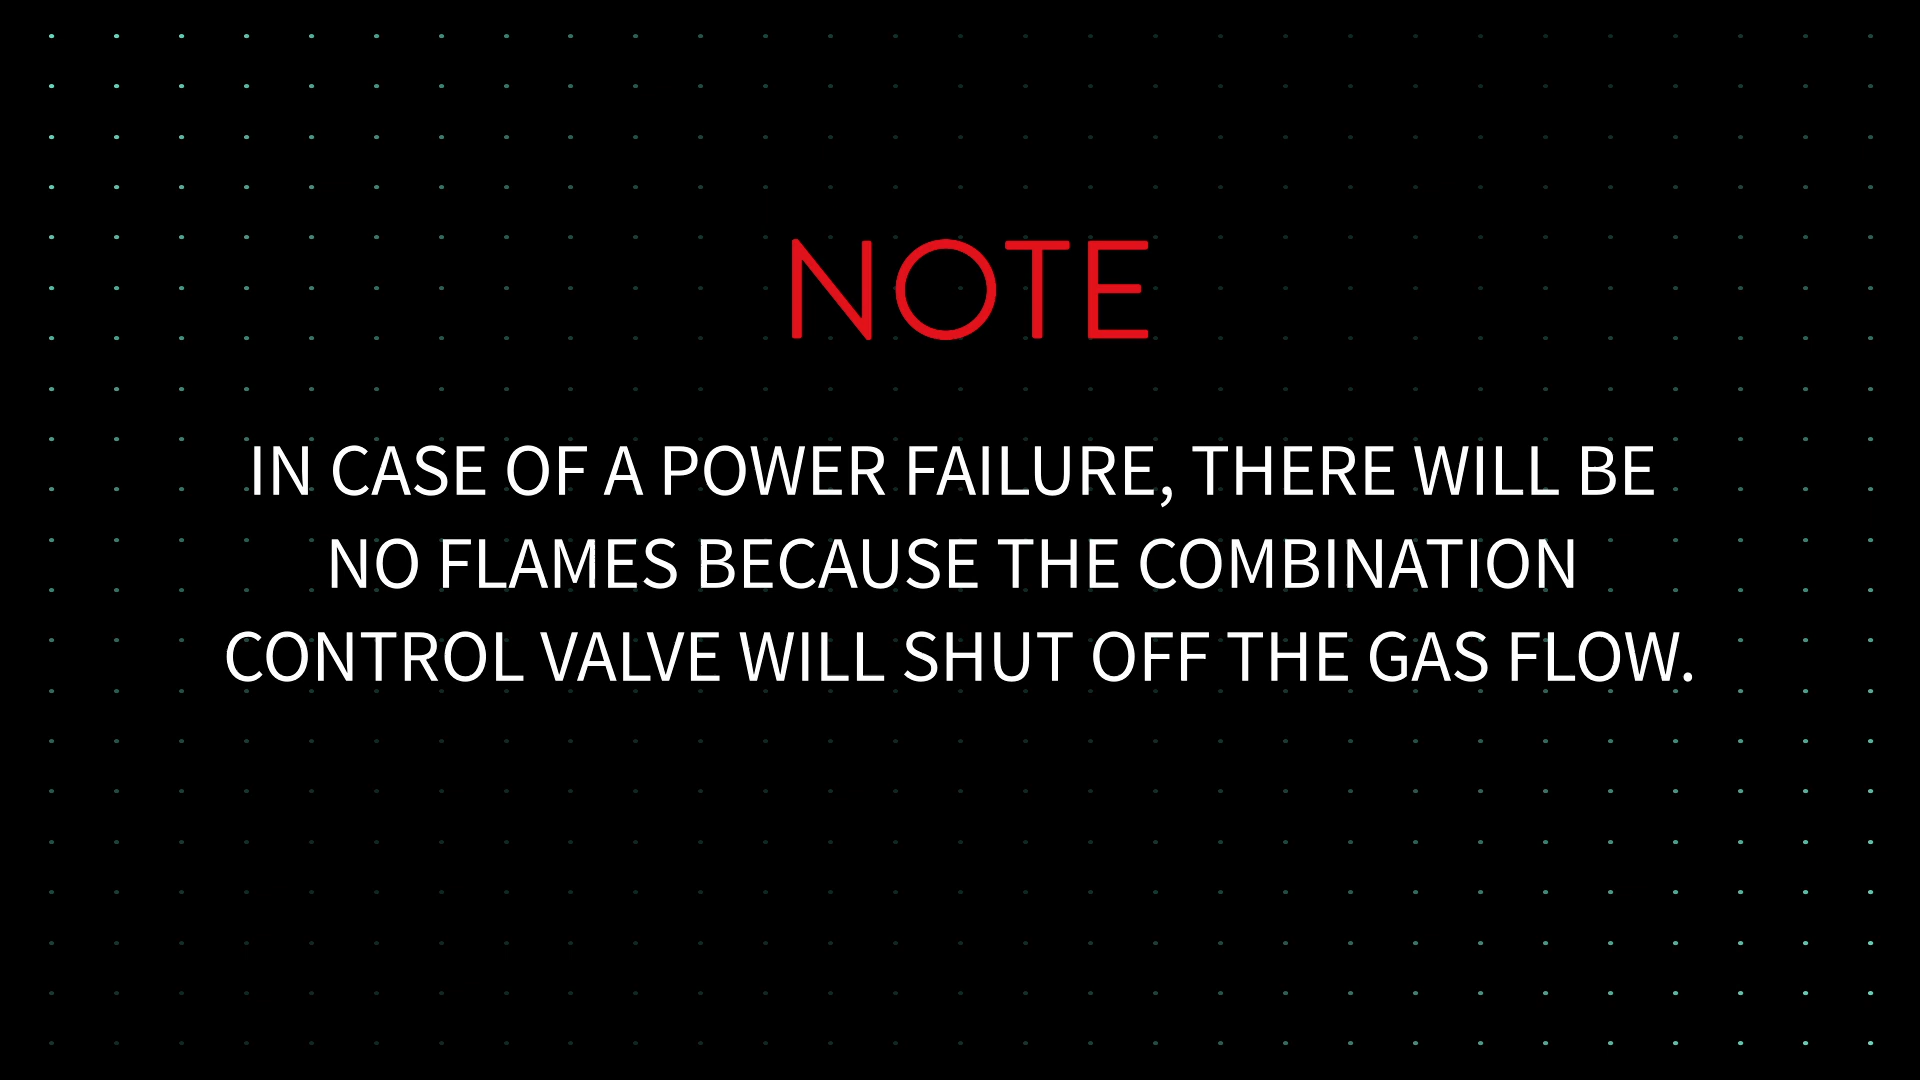 NOTE
IN CASE OF A POWER FAILURE, THERE WILL BE
NO FLAMES BECAUSE THE COMBINATION
CONTROL VALVE WILL SHUT OFF THE GAS FLOW.